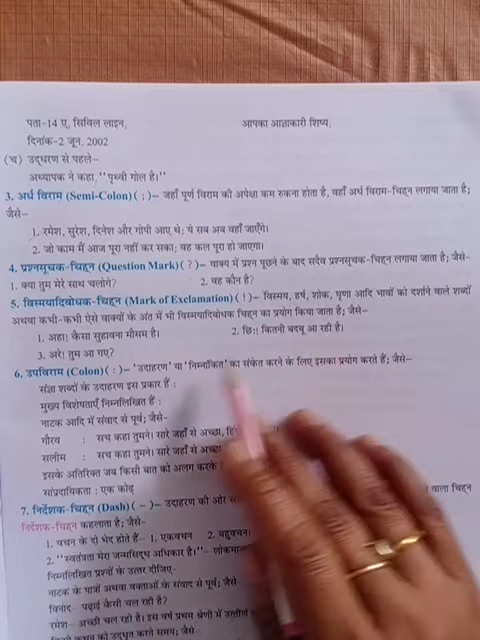 पता-14 ए, सिविल लाइन, आपका आज्ञाकारी शिष्य,
दिनांक-2 जून, 2002
(च) उद्धरण से पहले–
अध्यापक ने कहा, "पृथ्वी गोल है।"
3. अर्ध विराम (Semi-Colon) ( ; )– जहाँ पूर्ण विराम की अपेक्षा कम रुकना होता है, वहाँ अर्ध विराम-चिह्न लगाया जाता है;
जैसे–
1. रमेश, सुरेश, दिनेश और गोपी आए थे; ये सब अब वहाँ जाएँगे।
2. जो काम मैं आज पूरा नहीं कर सका; वह कल पूरा हो जाएगा।
4. प्रश्नसूचक-चिह्न (Question Mark) ( ? )– वाक्य में प्रश्न पूछने के बाद सदैव प्रश्नसूचक-चिह्न लगाया जाता है; जैसे-
1. क्या तुम मेरे साथ चलोगे? 2. वह कौन है?
5. विस्मयादिबोधक-चिह्न (Mark of Exclamation) ( ! )– विस्मय, हर्ष, शोक, घृणा आदि भावों को दर्शाने वाले शब्दों
अथवा कभी-कभी ऐसे वाक्यों के अंत में भी विस्मयादिबोधक चिह्न का प्रयोग किया जाता है; जैसे–
1. अहा! कैसा सुहावना मौसम है। 2. छिः! कितनी बदबू आ रही है।
3. अरे! तुम आ गए?
6. उपविराम (Colon) ( : )– 'उदाहरण' या 'निम्नांकित' का संकेत करने के लिए इसका प्रयोग करते हैं; जैसे–
संज्ञा शब्दों के उदाहरण इस प्रकार हैं :
मुख्य विशेषताएँ निम्नलिखित हैं :
नाटक आदि में संवाद से पूर्व; जैसे-
गौरव : सच कहा तुमने। सारे जहाँ से अच्छा,
सलीम : सच कहा तुमने। सारे जहाँ से अच्छा
इसके अतिरिक्त जब किसी बात को अलग करके
सांप्रदायिकता : एक कोढ़ वाला चिह्न
7. निर्देशक-चिह्न (Dash) ( – )– उदाहरण की ओर
निर्देशक-चिह्न कहलाता है; जैसे-
1. वचन के दो भेद होते हैं– 1. एकवचन 2. बहुवचन
2. "स्वतंत्रता मेरा जन्मसिद्ध अधिकार है।"–
निम्नलिखित प्रश्नों के उत्तर दीजिए-
नाटक के पात्रों अथवा वक्ताओं के संवाद से पूर्व; जैसे
विनोद– पढ़ाई कैसी चल रही है?
रमेश– अच्छी चल रही है। इस वर्ष प्रथम श्रेणी में उत्तीर्ण
को उद्धृत करते समय; जैसे-